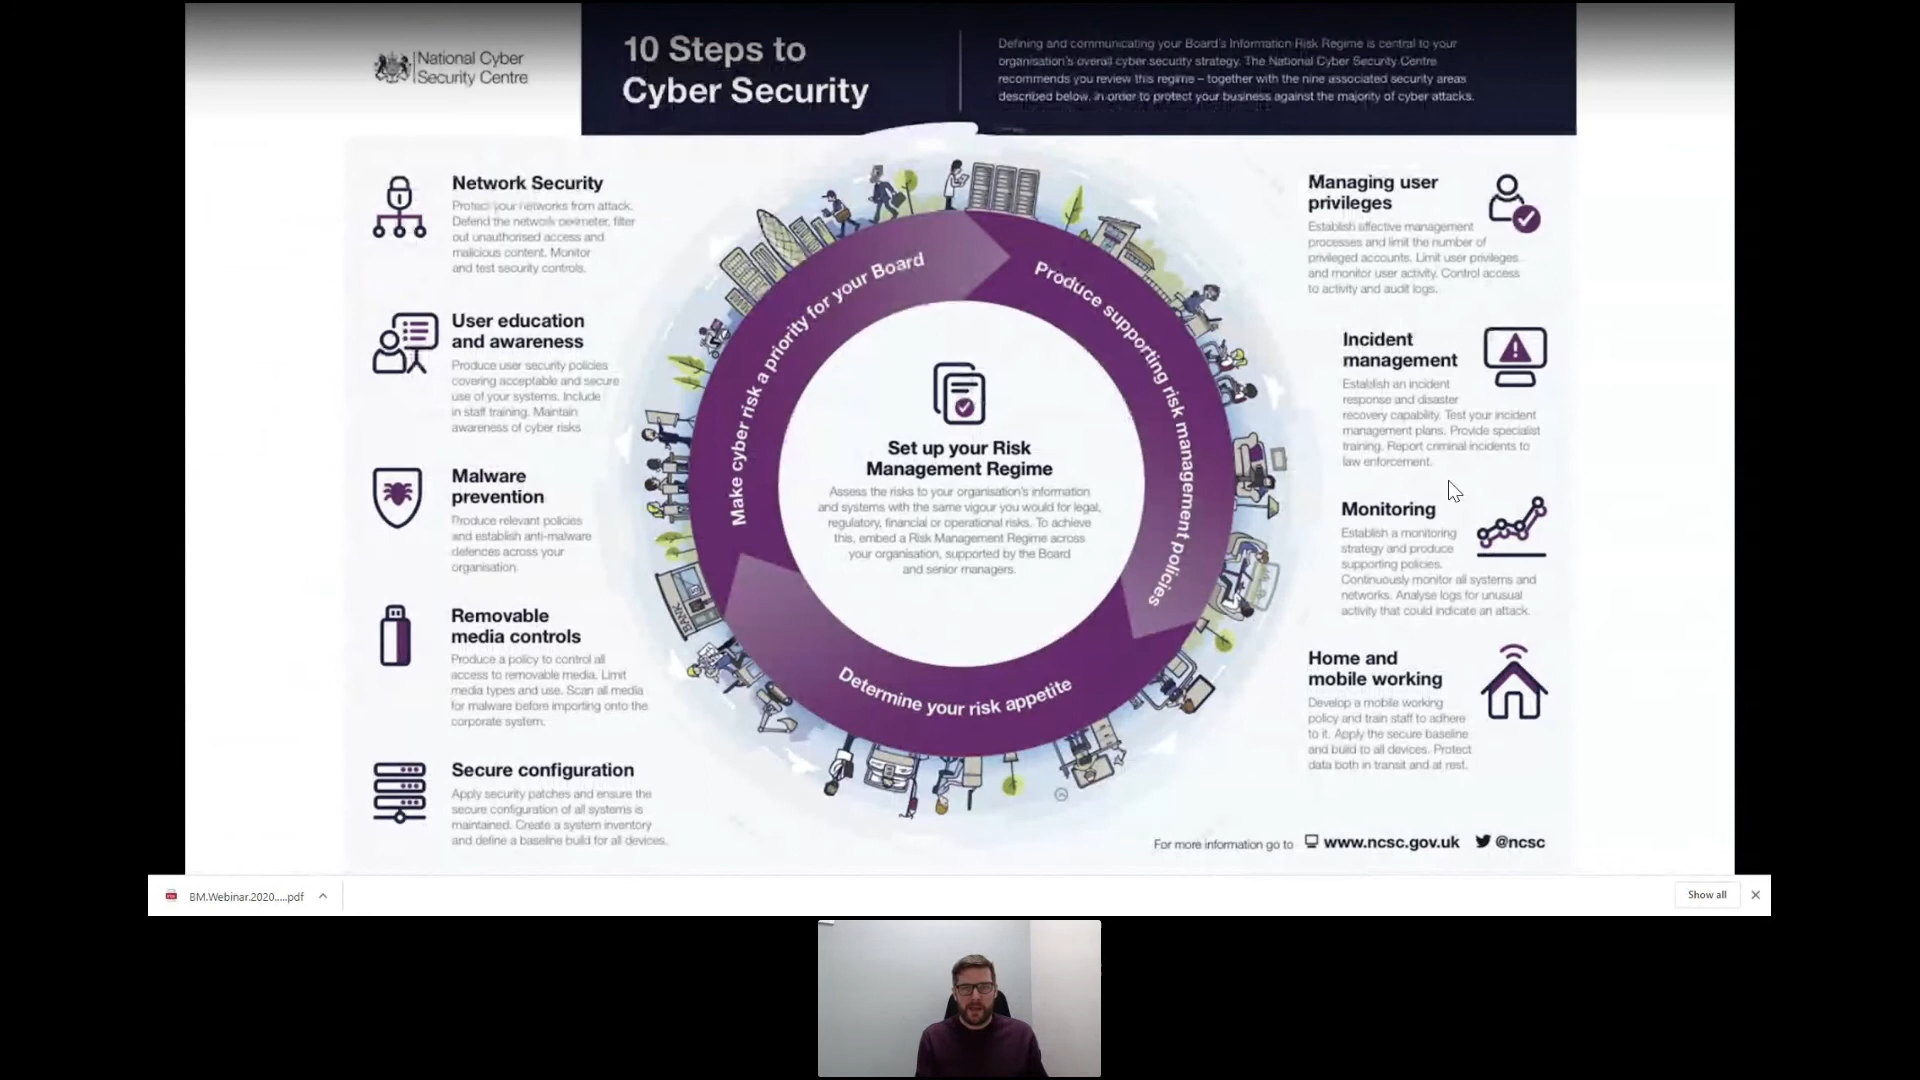 National Cyber
Security Centre
10 Steps to
Cyber Security
Defining and communicating your Board's Information Risk Regime is central to your
organisation's overall cyber security strategy. The National Cyber Security Centre
recommends you review this regime – together with the nine associated security areas
described below, in order to protect your business against the majority of cyber attacks.
Network Security
Protect your networks from attack.
Defend the network perimeter, filter
out unauthorised access and
malicious content. Monitor
and test security controls.
User education
and awareness
Produce user security policies
covering acceptable and secure
use of your systems. Include
in staff training. Maintain
awareness of cyber risks
Malware
prevention
Produce relevant policies
and establish anti-malware
defences across your
organisation.
Removable
media controls
Produce a policy to control all
access to removable media. Limit
media types and use. Scan all media
for malware before importing onto the
corporate system.
Secure configuration
Apply security patches and ensure the
secure configuration of all systems is
maintained. Create a system inventory
and define a baseline build for all devices.
Make cyber risk a priority for your Board
Produce supporting risk management policies
Determine your risk appetite
Set up your Risk
Management Regime
Assess the risks to your organisation's information
and systems with the same vigour you would for legal,
regulatory, financial or operational risks. To achieve
this, embed a Risk Management Regime across
your organisation, supported by the Board
and senior managers.
BANK
Managing user
privileges
Establish effective management
processes and limit the number of
privileged accounts. Limit user privileges
and monitor user activity. Control access
to activity and audit logs.
Incident
management
Establish an incident
response and disaster
recovery capability. Test your incident
management plans. Provide specialist
training. Report criminal incidents to
law enforcement.
Monitoring
Establish a monitoring
strategy and produce
supporting policies.
Continuously monitor all systems and
networks. Analyse logs for unusual
activity that could indicate an attack.
Home and
mobile working
Develop a mobile working
policy and train staff to adhere
to it. Apply the secure baseline
and build to all devices. Protect
data both in transit and at rest.
For more information go to www.ncsc.gov.uk @ncsc
BM.Webinar.2020.....pdf
Show all